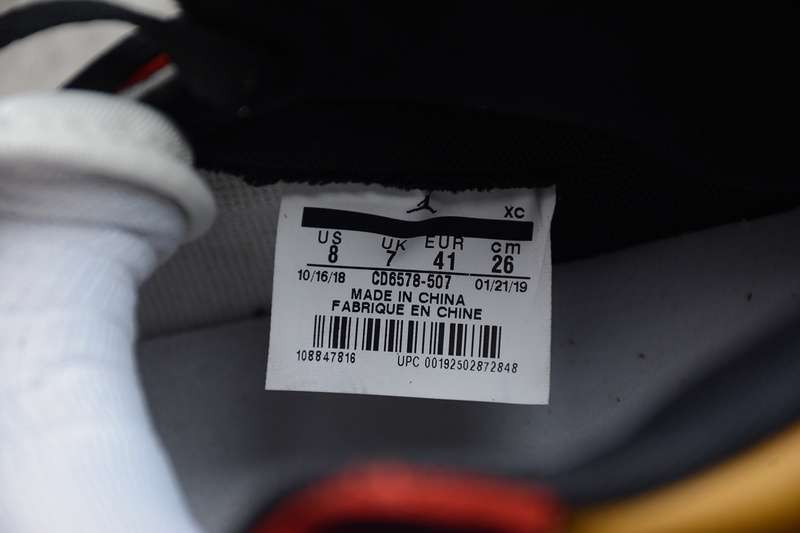 XC
US UK EUR cm
8 7 41 26
10/16/18 CD6578-507 01/21/19
MADE IN CHINA
FABRIQUE EN CHINE
108847816 UPC 00192502872848